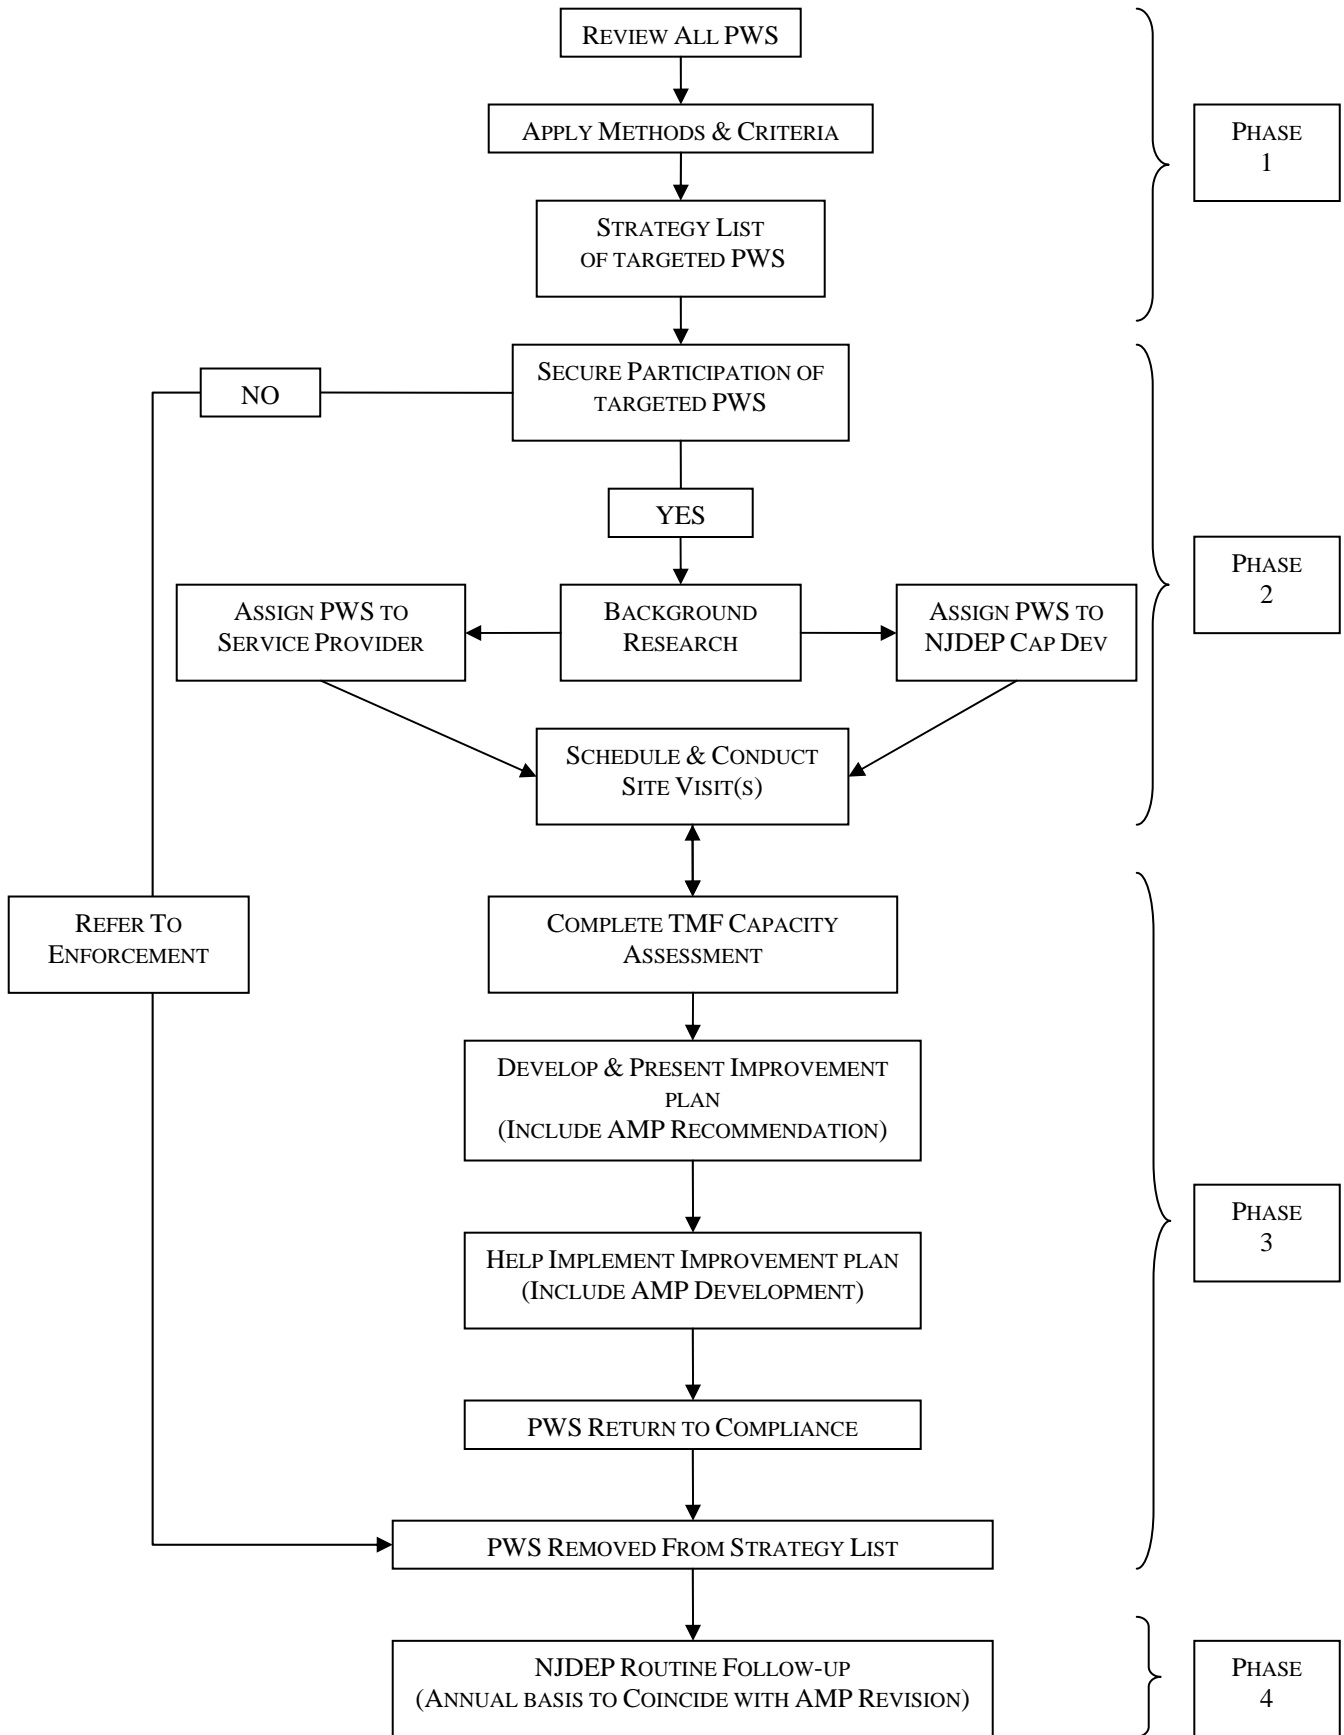 REVIEW ALL PWS
APPLY METHODS & CRITERIA
PHASE
1
STRATEGY LIST
OF TARGETED PWS
SECURE PARTICIPATION OF
TARGETED PWS
NO
YES
PHASE
2
ASSIGN PWS TO
SERVICE PROVIDER
BACKGROUND
RESEARCH
ASSIGN PWS TO
NJDEP CAP DEV
SCHEDULE & CONDUCT
SITE VISIT(S)
REFER TO
ENFORCEMENT
COMPLETE TMF CAPACITY
ASSESSMENT
DEVELOP & PRESENT IMPROVEMENT
PLAN
(INCLUDE AMP RECOMMENDATION)
PHASE
3
HELP IMPLEMENT IMPROVEMENT PLAN
(INCLUDE AMP DEVELOPMENT)
PWS RETURN TO COMPLIANCE
PWS REMOVED FROM STRATEGY LIST
NJDEP ROUTINE FOLLOW-UP
(ANNUAL BASIS TO COINCIDE WITH AMP REVISION)
PHASE
4